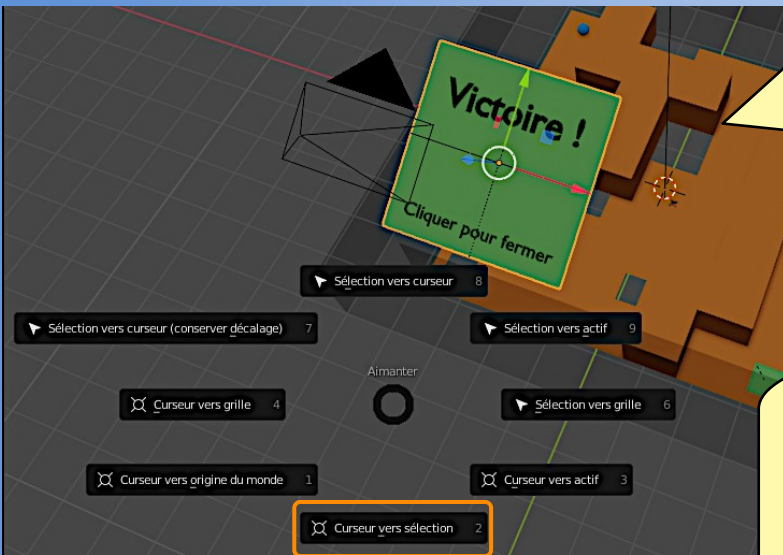 Victoire !
Cliquer pour fermer
Sélection vers curseur 8
Sélection vers curseur (conserver décalage) 7
Sélection vers actif 9
Aimanter
Curseur vers grille 4
Sélection vers grille 6
Curseur vers origine du monde 1
Curseur vers actif 3
Curseur vers sélection 2